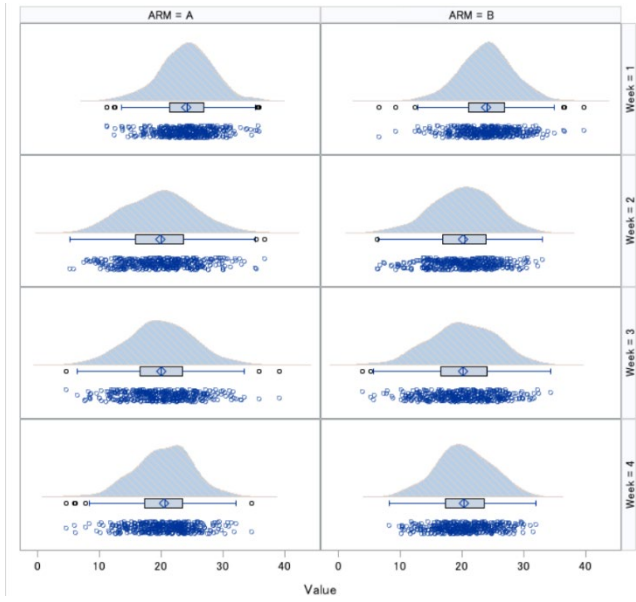 ARM = A
ARM = B
Week = 1
Week = 2
Week = 3
Week = 4
0 10 20 30 40 0 10 20 30 40
Value